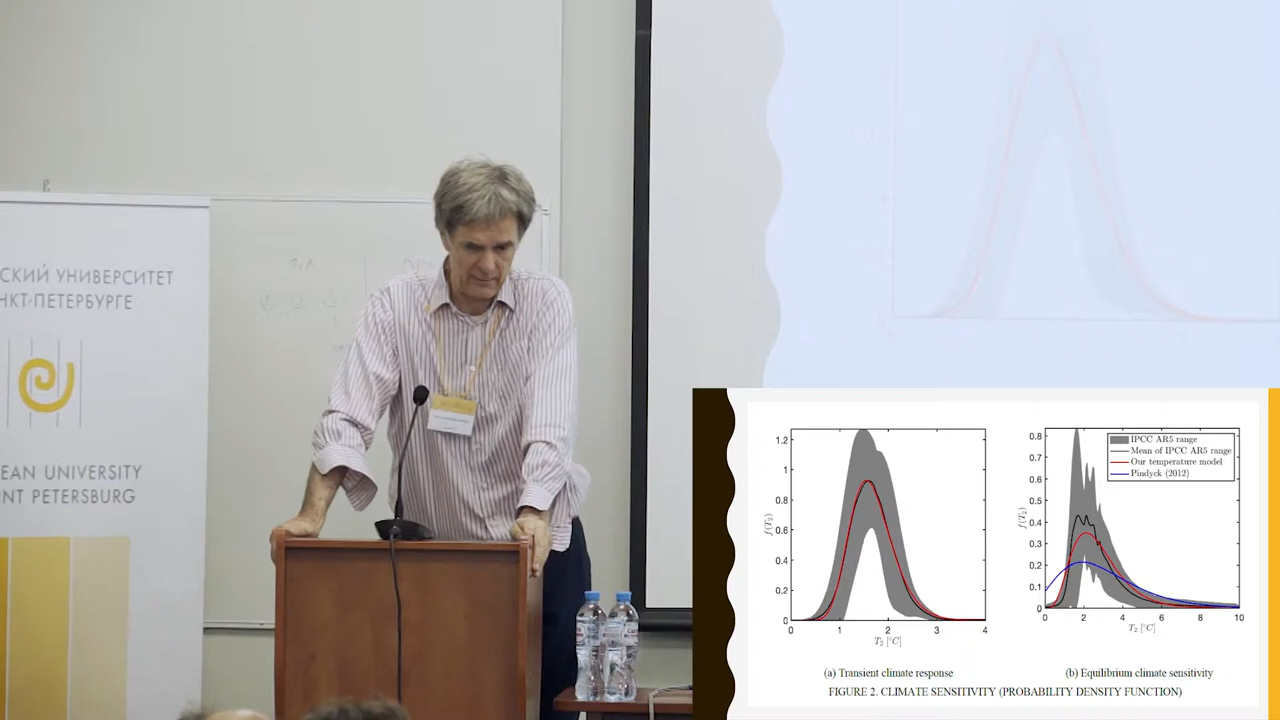 СКИЙ УНИВЕРСИТЕТ
НКТ-ПЕТЕРБУРГЕ
EAN UNIVERSITY
INT PETERSBURG
1.2
1
0.8
0.6
0.4
0.2
0
f(T₂)
0
1
2
3
4
T₂ [°C]
(a) Transient climate response
0.8
0.7
0.6
0.5
0.4
0.3
0.2
0.1
0
f(T₂)
IPCC AR5 range
Mean of IPCC AR5 range
Our temperature model
Pindyck (2012)
0
2
4
6
8
10
T₂ [°C]
(b) Equilibrium climate sensitivity
FIGURE 2. CLIMATE SENSITIVITY (PROBABILITY DENSITY FUNCTION)